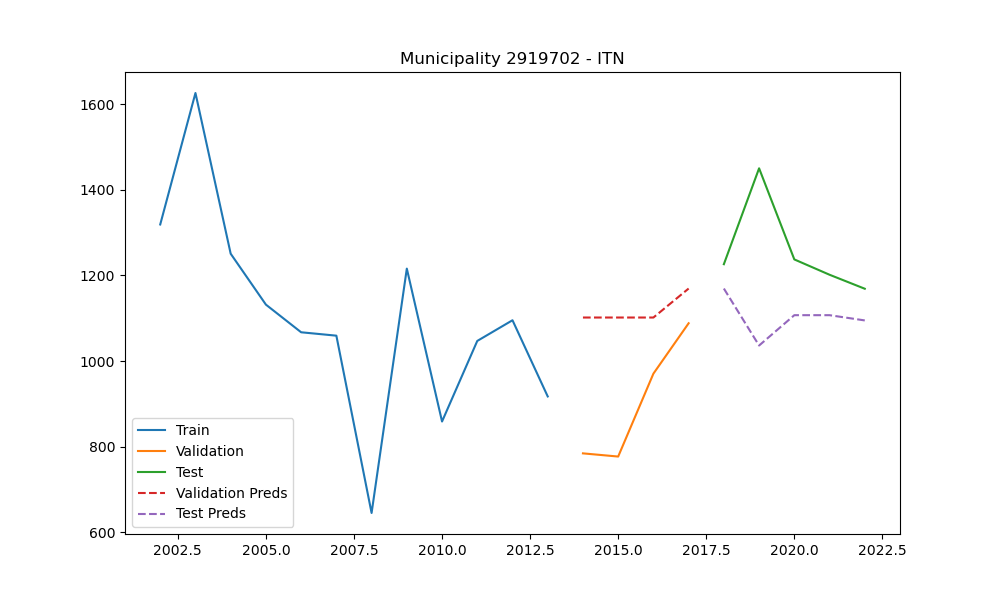 Municipality 2919702 - ITN
1600
1400
1200
1000
800
600
Train
Validation
Test
Validation Preds
Test Preds
2002.5 2005.0 2007.5 2010.0 2012.5 2015.0 2017.5 2020.0 2022.5